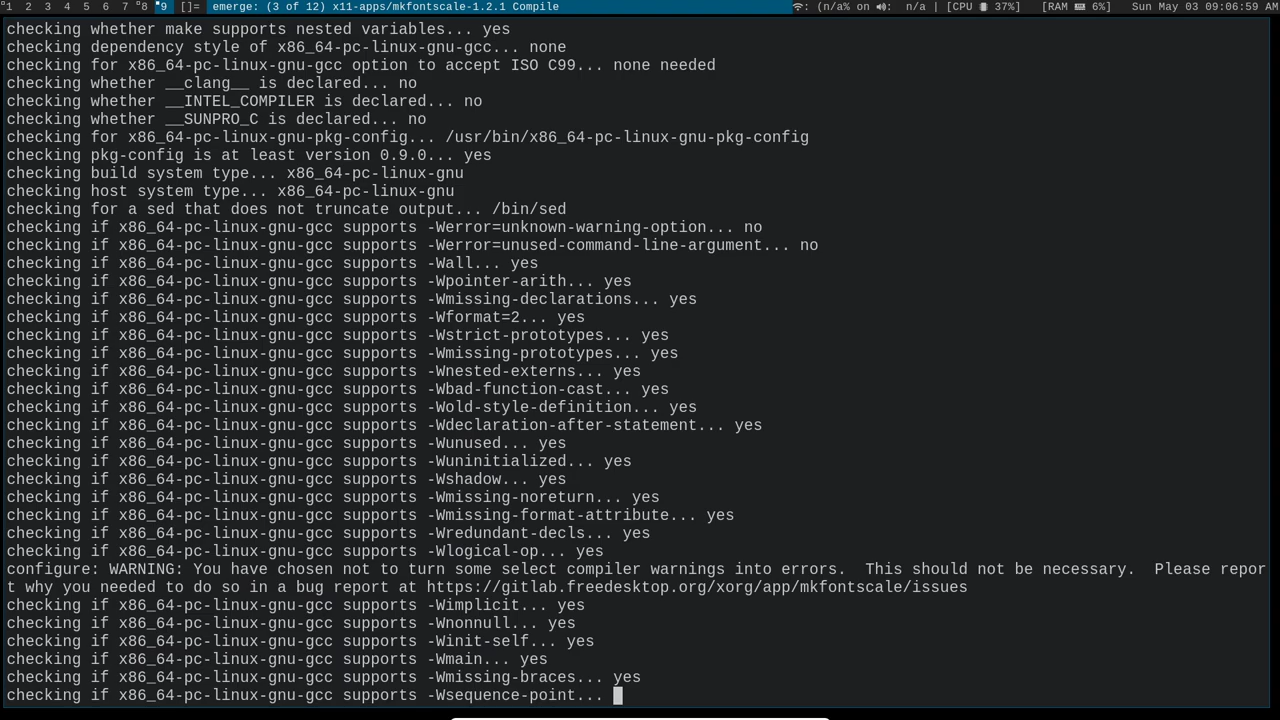 1 2 3 4 5 6 7 8 9 []= emerge: (3 of 12) x11-apps/mkfontscale-1.2.1 Compile : (n/a% on : n/a | [CPU 37%] [RAM 6%] Sun May 03 09:06:59 AM
checking whether make supports nested variables... yes
checking dependency style of x86_64-pc-linux-gnu-gcc... none
checking for x86_64-pc-linux-gnu-gcc option to accept ISO C99... none needed
checking whether __clang__ is declared... no
checking whether __INTEL_COMPILER is declared... no
checking whether __SUNPRO_C is declared... no
checking for x86_64-pc-linux-gnu-pkg-config... /usr/bin/x86_64-pc-linux-gnu-pkg-config
checking pkg-config is at least version 0.9.0... yes
checking build system type... x86_64-pc-linux-gnu
checking host system type... x86_64-pc-linux-gnu
checking for a sed that does not truncate output... /bin/sed
checking if x86_64-pc-linux-gnu-gcc supports -Werror=unknown-warning-option... no
checking if x86_64-pc-linux-gnu-gcc supports -Werror=unused-command-line-argument... no
checking if x86_64-pc-linux-gnu-gcc supports -Wall... yes
checking if x86_64-pc-linux-gnu-gcc supports -Wpointer-arith... yes
checking if x86_64-pc-linux-gnu-gcc supports -Wmissing-declarations... yes
checking if x86_64-pc-linux-gnu-gcc supports -Wformat=2... yes
checking if x86_64-pc-linux-gnu-gcc supports -Wstrict-prototypes... yes
checking if x86_64-pc-linux-gnu-gcc supports -Wmissing-prototypes... yes
checking if x86_64-pc-linux-gnu-gcc supports -Wnested-externs... yes
checking if x86_64-pc-linux-gnu-gcc supports -Wbad-function-cast... yes
checking if x86_64-pc-linux-gnu-gcc supports -Wold-style-definition... yes
checking if x86_64-pc-linux-gnu-gcc supports -Wdeclaration-after-statement... yes
checking if x86_64-pc-linux-gnu-gcc supports -Wunused... yes
checking if x86_64-pc-linux-gnu-gcc supports -Wuninitialized... yes
checking if x86_64-pc-linux-gnu-gcc supports -Wshadow... yes
checking if x86_64-pc-linux-gnu-gcc supports -Wmissing-noreturn... yes
checking if x86_64-pc-linux-gnu-gcc supports -Wmissing-format-attribute... yes
checking if x86_64-pc-linux-gnu-gcc supports -Wredundant-decls... yes
checking if x86_64-pc-linux-gnu-gcc supports -Wlogical-op... yes
configure: WARNING: You have chosen not to turn some select compiler warnings into errors.  This should not be necessary.  Please repor
t why you needed to do so in a bug report at https://gitlab.freedesktop.org/xorg/app/mkfontscale/issues
checking if x86_64-pc-linux-gnu-gcc supports -Wimplicit... yes
checking if x86_64-pc-linux-gnu-gcc supports -Wnonnull... yes
checking if x86_64-pc-linux-gnu-gcc supports -Winit-self... yes
checking if x86_64-pc-linux-gnu-gcc supports -Wmain... yes
checking if x86_64-pc-linux-gnu-gcc supports -Wmissing-braces... yes
checking if x86_64-pc-linux-gnu-gcc supports -Wsequence-point...